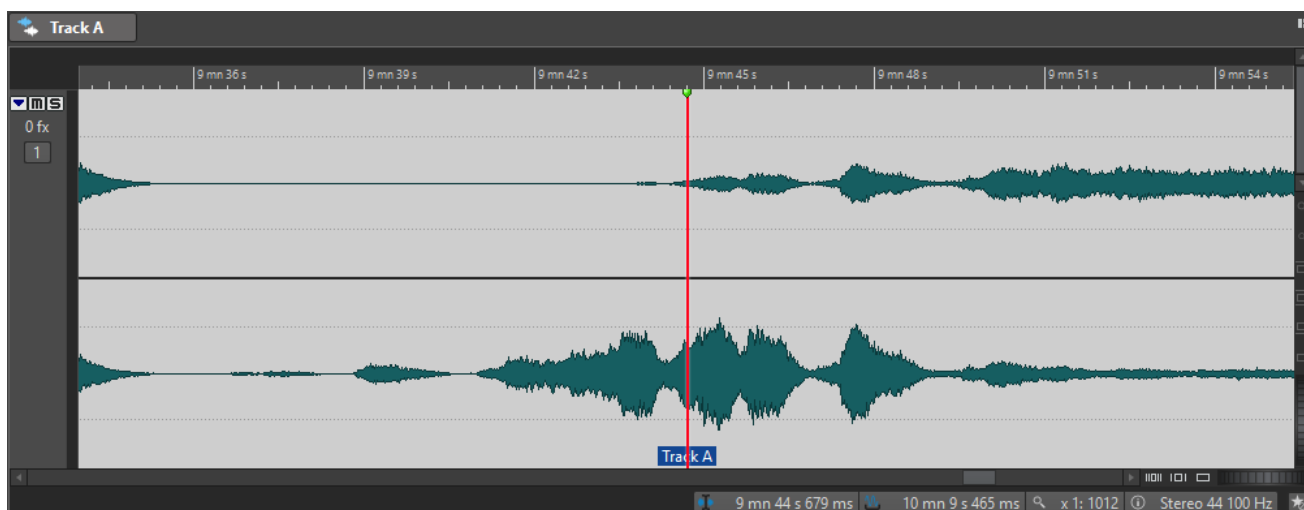 Track A
9 mn 36 s 9 mn 39 s 9 mn 42 s 9 mn 45 s 9 mn 48 s 9 mn 51 s 9 mn 54 s
m s
0 fx
1
Track A
9 mn 44 s 679 ms 10 mn 9 s 465 ms x 1: 1012 Stereo 44 100 Hz